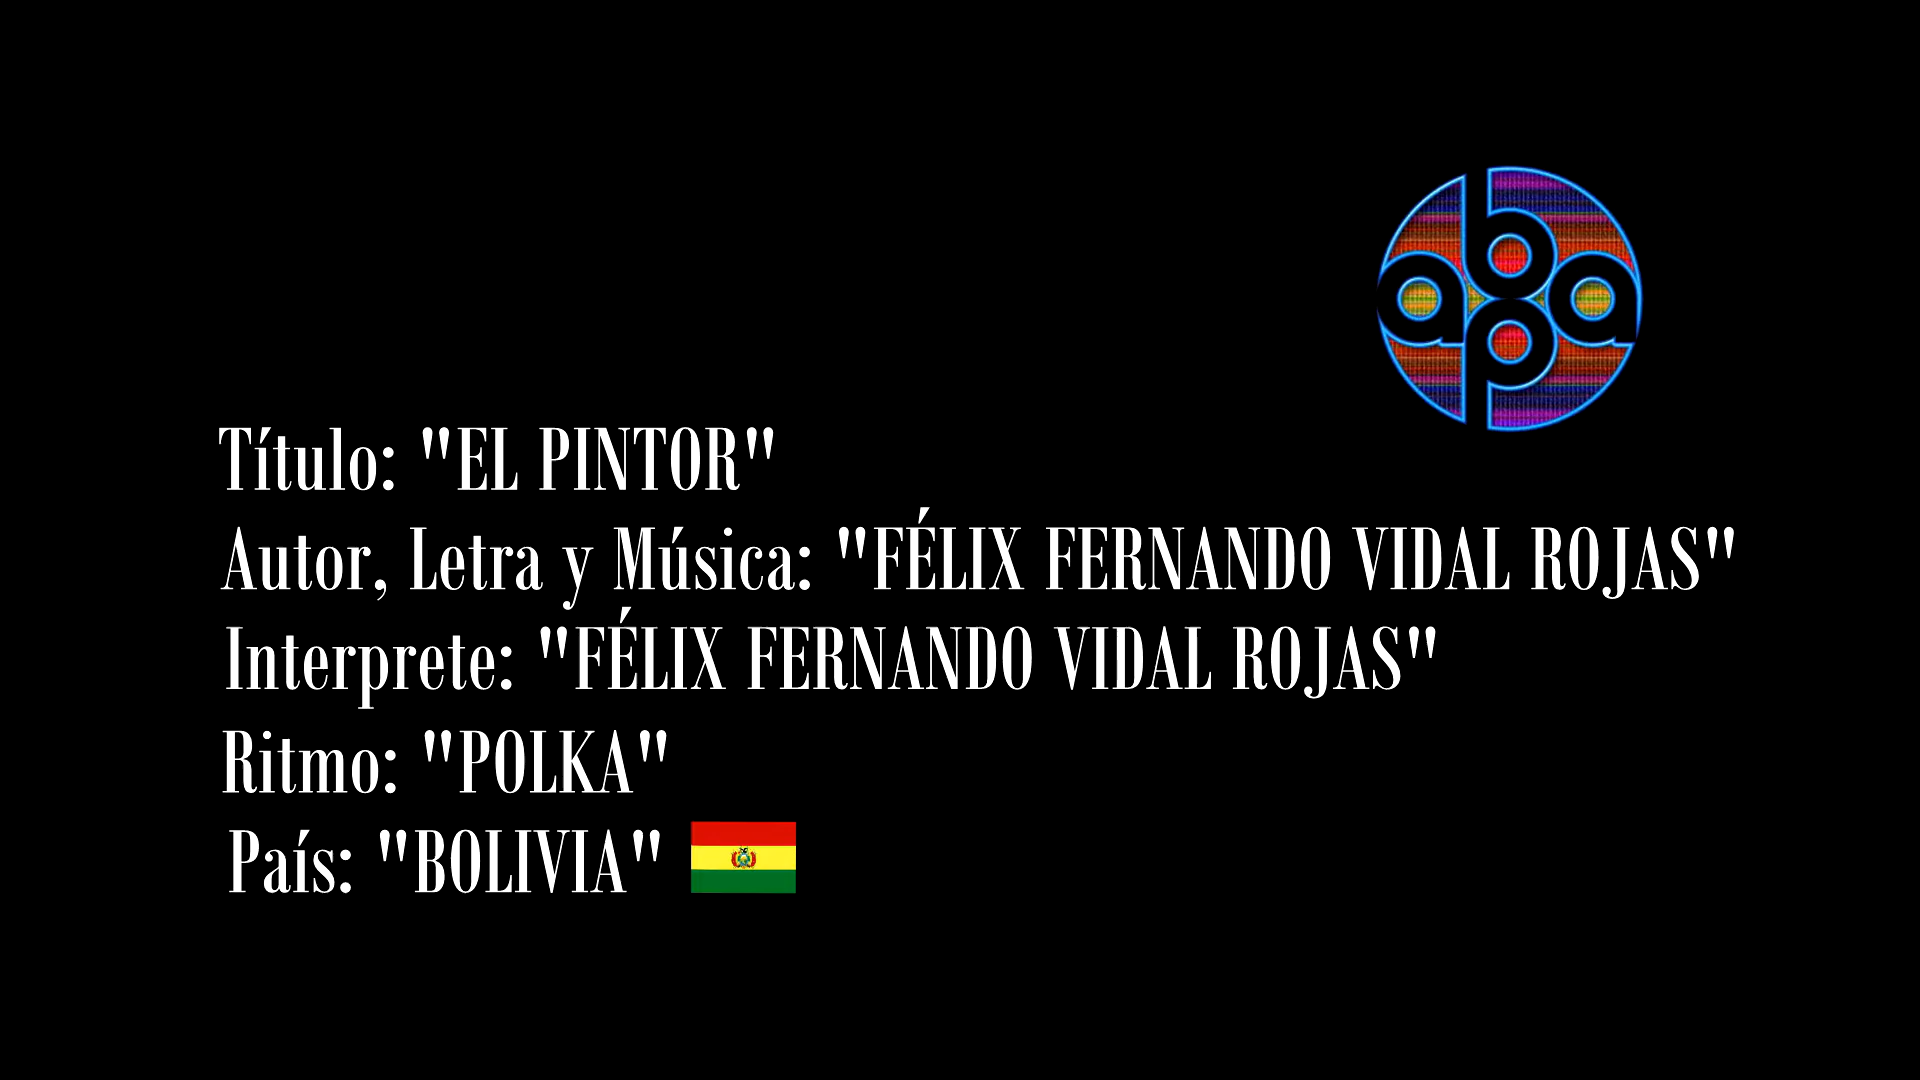 abpa
Título: "EL PINTOR"
Autor, Letra y Música: "FÉLIX FERNANDO VIDAL ROJAS"
Interprete: "FÉLIX FERNANDO VIDAL ROJAS"
Ritmo: "POLKA"
País: "BOLIVIA"